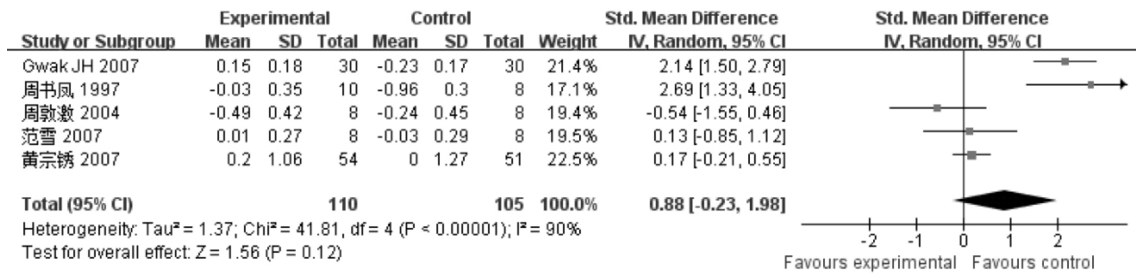 Experimental Control Std. Mean Difference Std. Mean Difference
Study or Subgroup Mean SD Total Mean SD Total Weight IV, Random, 95% CI IV, Random, 95% CI
Gwak JH 2007 0.15 0.18 30 -0.23 0.17 30 21.4% 2.14 [1.50, 2.79]
周书凤 1997 -0.03 0.35 10 -0.96 0.3 8 17.1% 2.69 [1.33, 4.05]
周敦激 2004 -0.49 0.42 8 -0.24 0.45 8 19.4% -0.54 [-1.55, 0.46]
范雪 2007 0.01 0.27 8 -0.03 0.29 8 19.5% 0.13 [-0.85, 1.12]
黄宗锈 2007 0.2 1.06 54 0 1.27 51 22.5% 0.17 [-0.21, 0.55]
Total (95% CI) 110 105 100.0% 0.88 [-0.23, 1.98]
Heterogeneity: Tau² = 1.37; Chi² = 41.81, df = 4 (P < 0.00001); I² = 90%
Test for overall effect: Z = 1.56 (P = 0.12)
-2 -1 0 1 2
Favours experimental Favours control